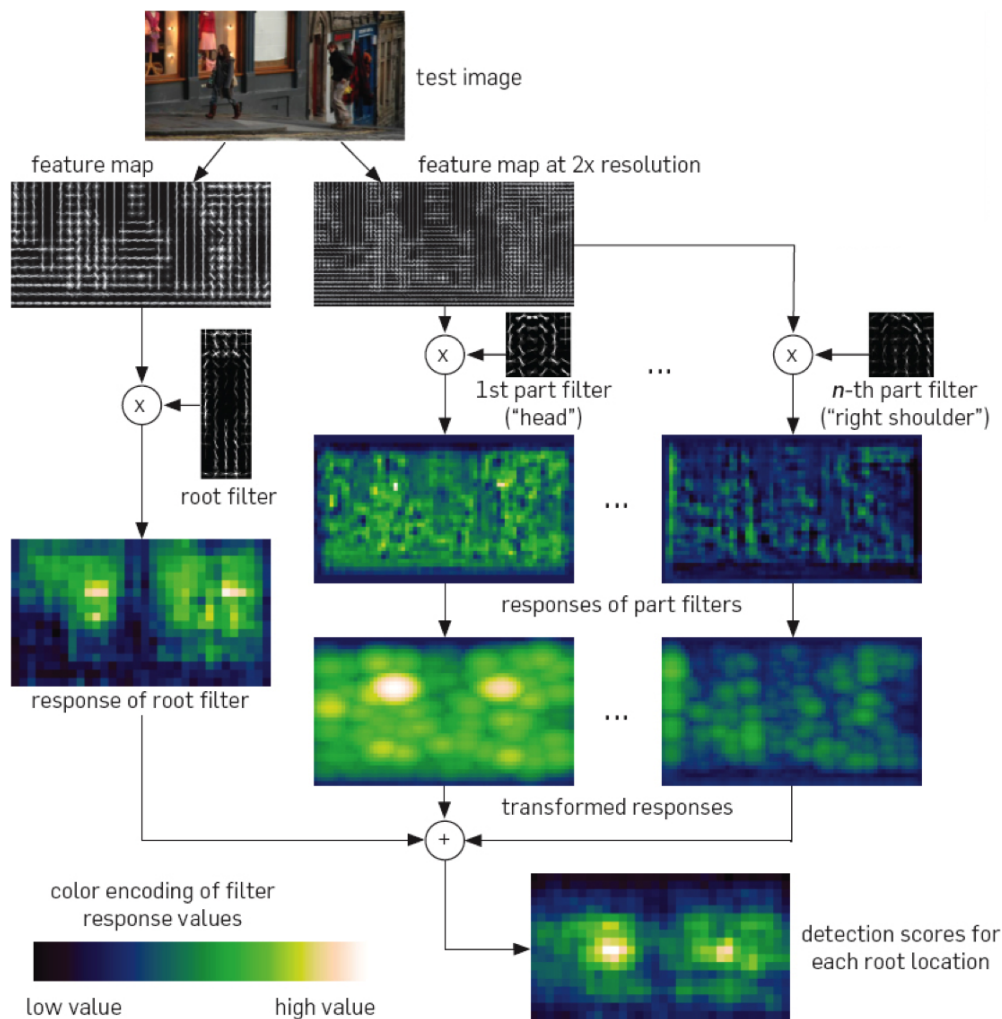 test image
feature map
feature map at 2x resolution
x
x
x
...
1st part filter
("head")
n-th part filter
("right shoulder")
root filter
...
responses of part filters
response of root filter
...
transformed responses
+
color encoding of filter
response values
low value
high value
detection scores for
each root location